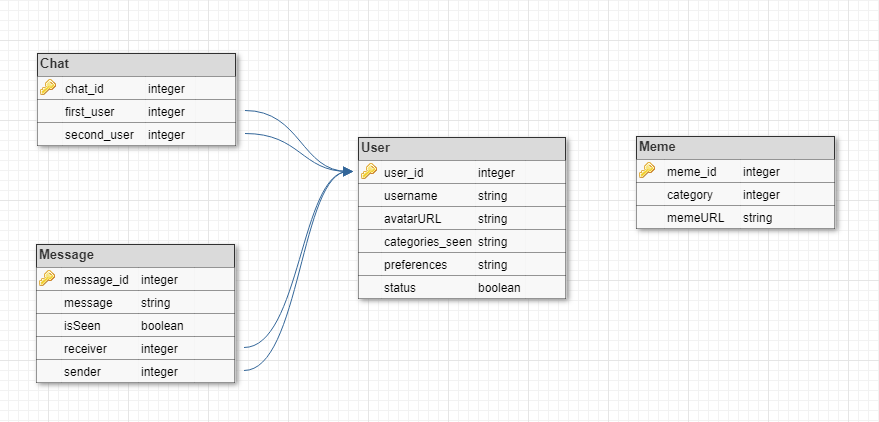 Chat
chat_id integer
first_user integer
second_user integer
Message
message_id integer
message string
isSeen boolean
receiver integer
sender integer
User
user_id integer
username string
avatarURL string
categories_seen string
preferences string
status boolean
Meme
meme_id integer
category integer
memeURL string